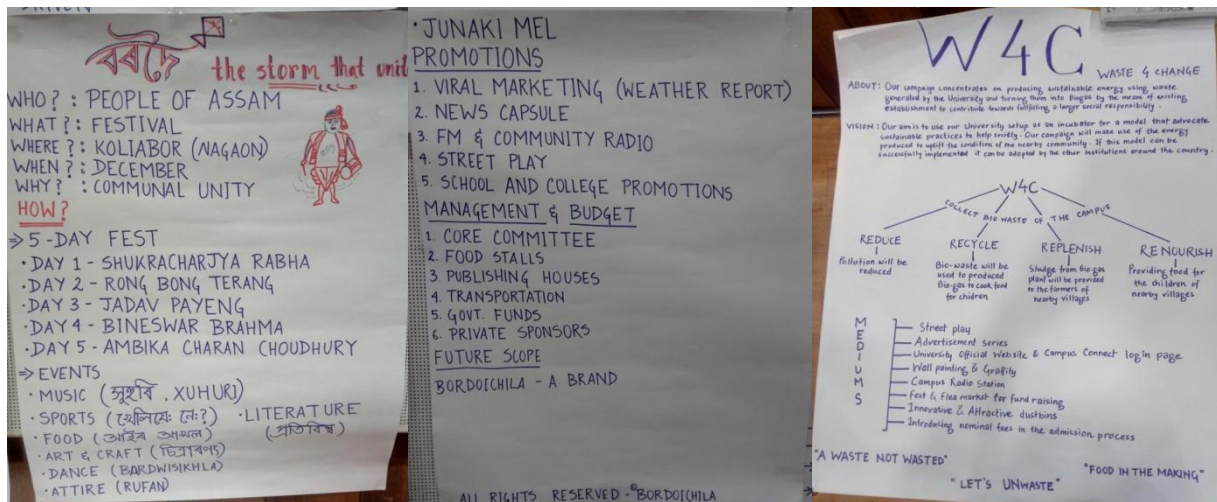 the storm that unit
WHO? : PEOPLE OF ASSAM
WHAT? : FESTIVAL
WHERE? : KOLIABOR (NAGAON)
WHEN? : DECEMBER
WHY? : COMMUNAL UNITY
HOW?
⇒ 5-DAY FEST
· DAY 1 - SHUKRACHARJYA RABHA
· DAY 2 - RONG BONG TERANG
· DAY 3 - JADAV PAYENG
· DAY 4 - BINESWAR BRAHMA
· DAY 5 - AMBIKA CHARAN CHOUDHURY
⇒ EVENTS
· MUSIC (XUHURI)
· SPORTS · LITERATURE
· FOOD
· ART & CRAFT
· DANCE (BARDWISIKHLA)
· ATTIRE (RUFAN)
· JUNAKI MEL
PROMOTIONS
1. VIRAL MARKETING (WEATHER REPORT)
2. NEWS CAPSULE
3. FM & COMMUNITY RADIO
4. STREET PLAY
5. SCHOOL AND COLLEGE PROMOTIONS
MANAGEMENT & BUDGET
1. CORE COMMITTEE
2. FOOD STALLS
3. PUBLISHING HOUSES
4. TRANSPORTATION
5. GOVT. FUNDS
6. PRIVATE SPONSORS
FUTURE SCOPE
BORDOICHILA - A BRAND
ALL RIGHTS RESERVED - © BORDOICHILA
W4C
WASTE 4 CHANGE
ABOUT: Our campaign concentrates on producing sustainable energy using waste
generated by the University and turning them into Biogas by the means of existing
establishment to contribute towards fulfilling a larger social responsibility.
VISION: Our aim is to use our University setup as an incubator for a model that advocate
sustainable practices to help society. Our campaign will make use of the energy
produced to uplift the condition of the nearby community. If this model can be
successfully implemented it can be adopted by the other institutions around the country.
W4C
COLLECT BIO WASTE OF THE CAMPUS
REDUCE
Pollution will be
reduced
RECYCLE
Bio-waste will be
used to produced
Bio-gas to cook food
for chidren
REPLENISH
Sludge from Bio-gas
plant will be provided
to the farmers of
nearby villages
RENOURISH
Providing food for
the children of
nearby villages
MEDIUMS
Street play
Advertisement series
University Official Website & Campus Connect login page
Wall painting & Grafity
Campus Radio Station
Fest & Flea market for fund raising
Innovative & Attractive dustbins
Introducing nominal fees in the admission process
"A WASTE NOT WASTED"
"LET'S UNWASTE"
"FOOD IN THE MAKING"